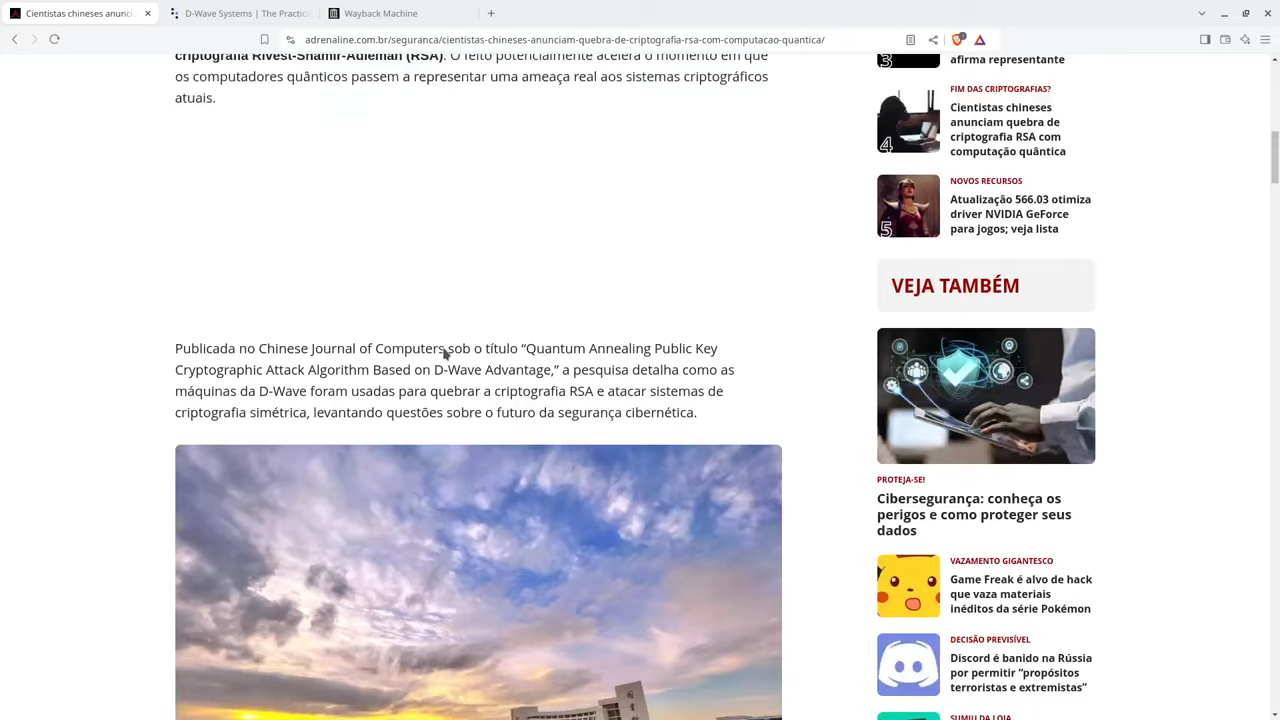 Cientistas chineses anuncia
D-Wave Systems | The Practica
Wayback Machine
adrenaline.com.br/seguranca/cientistas-chineses-anunciam-quebra-de-criptografia-rsa-com-computacao-quantica/
criptografia Rivest-Shamir-Adleman (RSA). O feito potencialmente acelera o momento em que
os computadores quânticos passem a representar uma ameaça real aos sistemas criptográficos
atuais.
Publicada no Chinese Journal of Computers sob o título “Quantum Annealing Public Key
Cryptographic Attack Algorithm Based on D-Wave Advantage,” a pesquisa detalha como as
máquinas da D-Wave foram usadas para quebrar a criptografia RSA e atacar sistemas de
criptografia simétrica, levantando questões sobre o futuro da segurança cibernética.
3
afirma representante
FIM DAS CRIPTOGRAFIAS?
4
Cientistas chineses
anunciam quebra de
criptografia RSA com
computação quântica
NOVOS RECURSOS
5
Atualização 566.03 otimiza
driver NVIDIA GeForce
para jogos; veja lista
VEJA TAMBÉM
PROTEJA-SE!
Cibersegurança: conheça os
perigos e como proteger seus
dados
VAZAMENTO GIGANTESCO
Game Freak é alvo de hack
que vaza materiais
inéditos da série Pokémon
DECISÃO PREVISÍVEL
Discord é banido na Rússia
por permitir “propósitos
terroristas e extremistas”
SUMIU DA LOJA